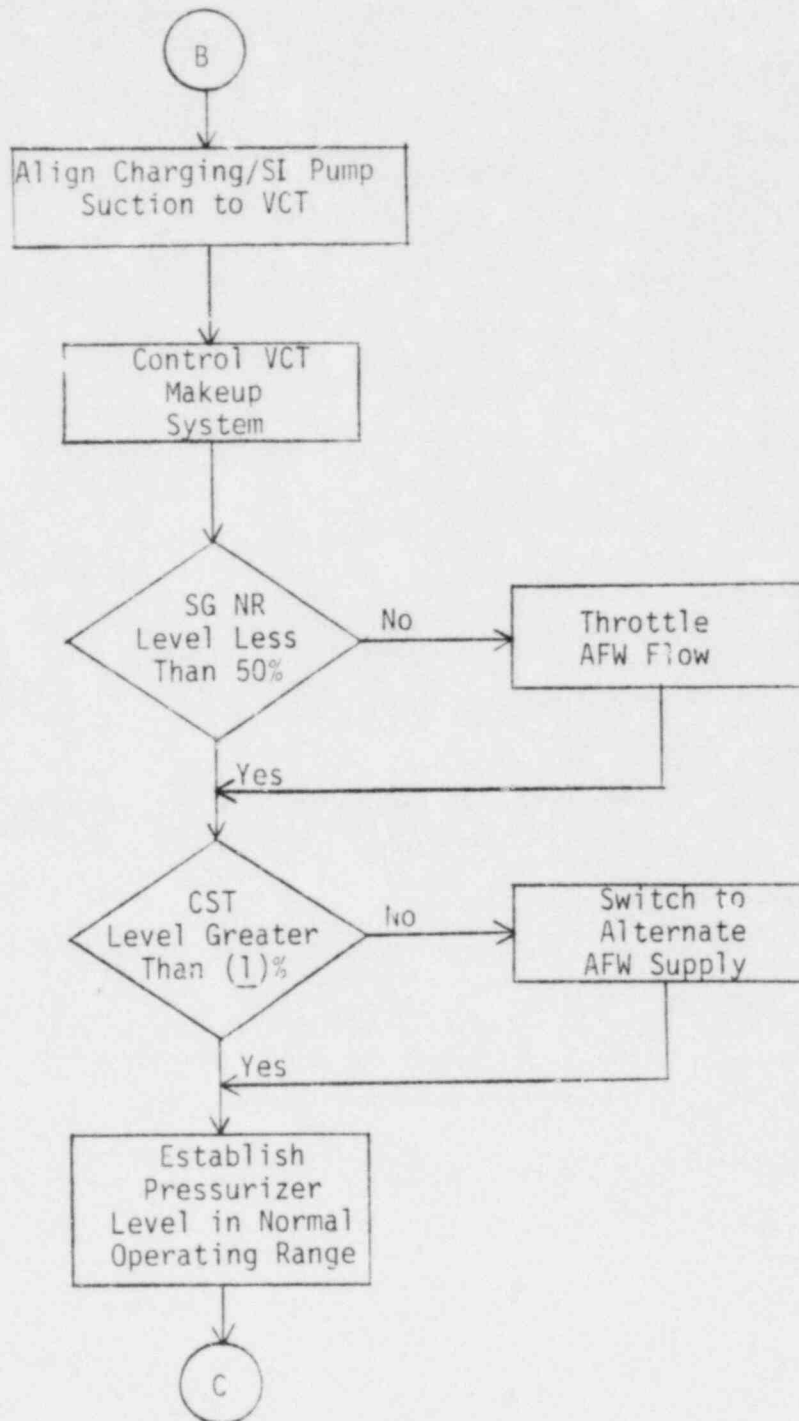 B
Align Charging/SI Pump
Suction to VCT
Control VCT
Makeup
System
SG NR
Level Less
Than 50%
No
Throttle
AFW Flow
Yes
CST
Level Greater
Than (1)%
No
Switch to
Alternate
AFW Supply
Yes
Establish
Pressurizer
Level in Normal
Operating Range
C